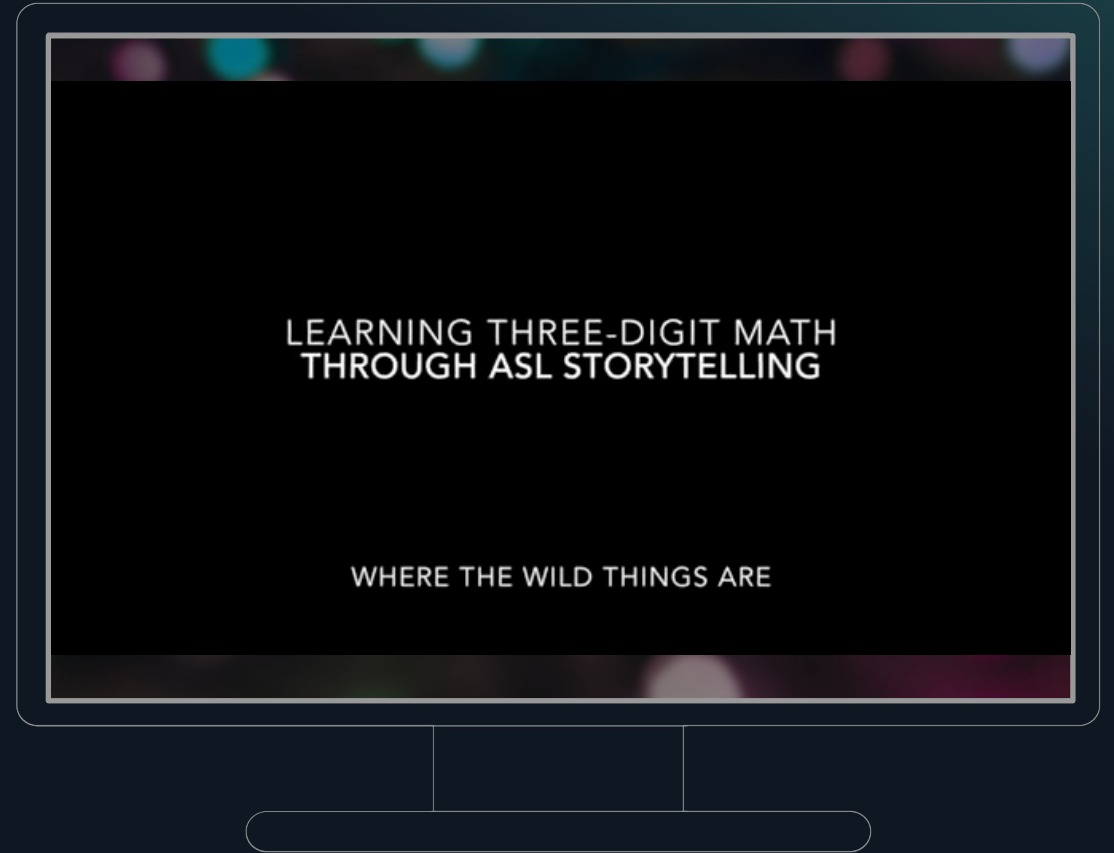 LEARNING THREE-DIGIT MATH
THROUGH ASL STORYTELLING
WHERE THE WILD THINGS ARE